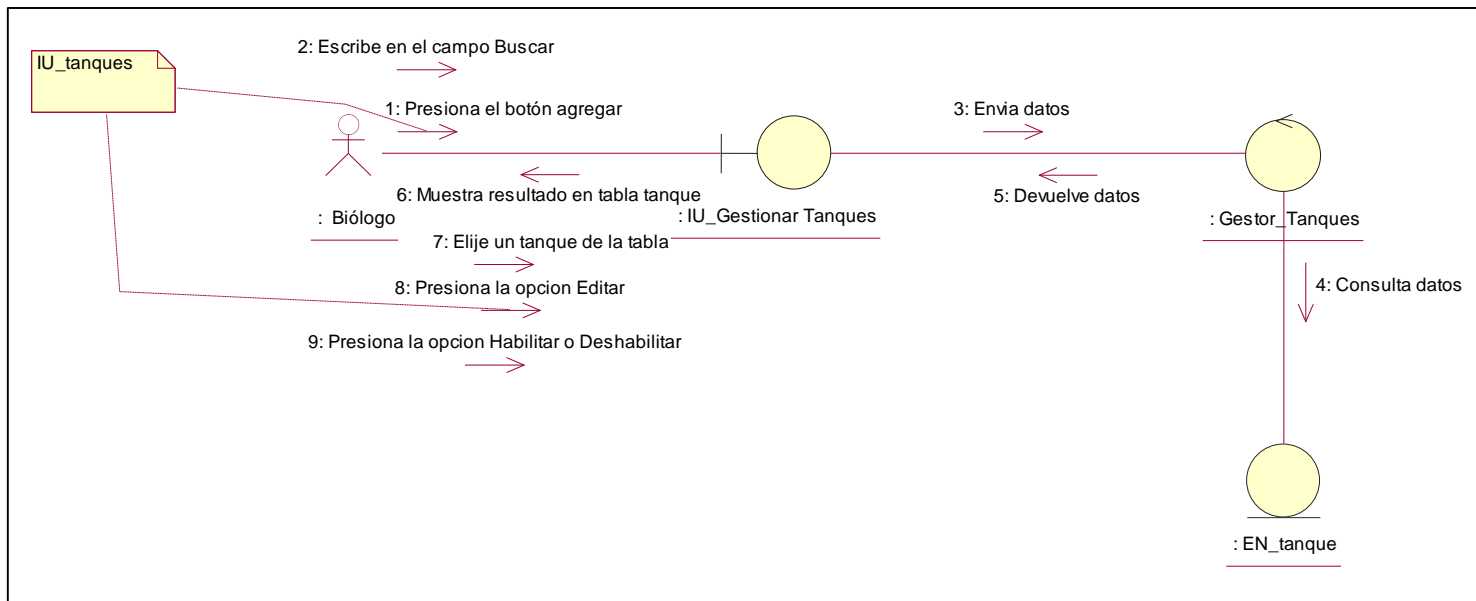 IU_tanques
2: Escribe en el campo Buscar
1: Presiona el botón agregar
3: Envia datos
6: Muestra resultado en tabla tanque
5: Devuelve datos
: Biólogo
: IU_Gestionar Tanques
: Gestor_Tanques
7: Elije un tanque de la tabla
8: Presiona la opcion Editar
4: Consulta datos
9: Presiona la opcion Habilitar o Deshabilitar
: EN_tanque